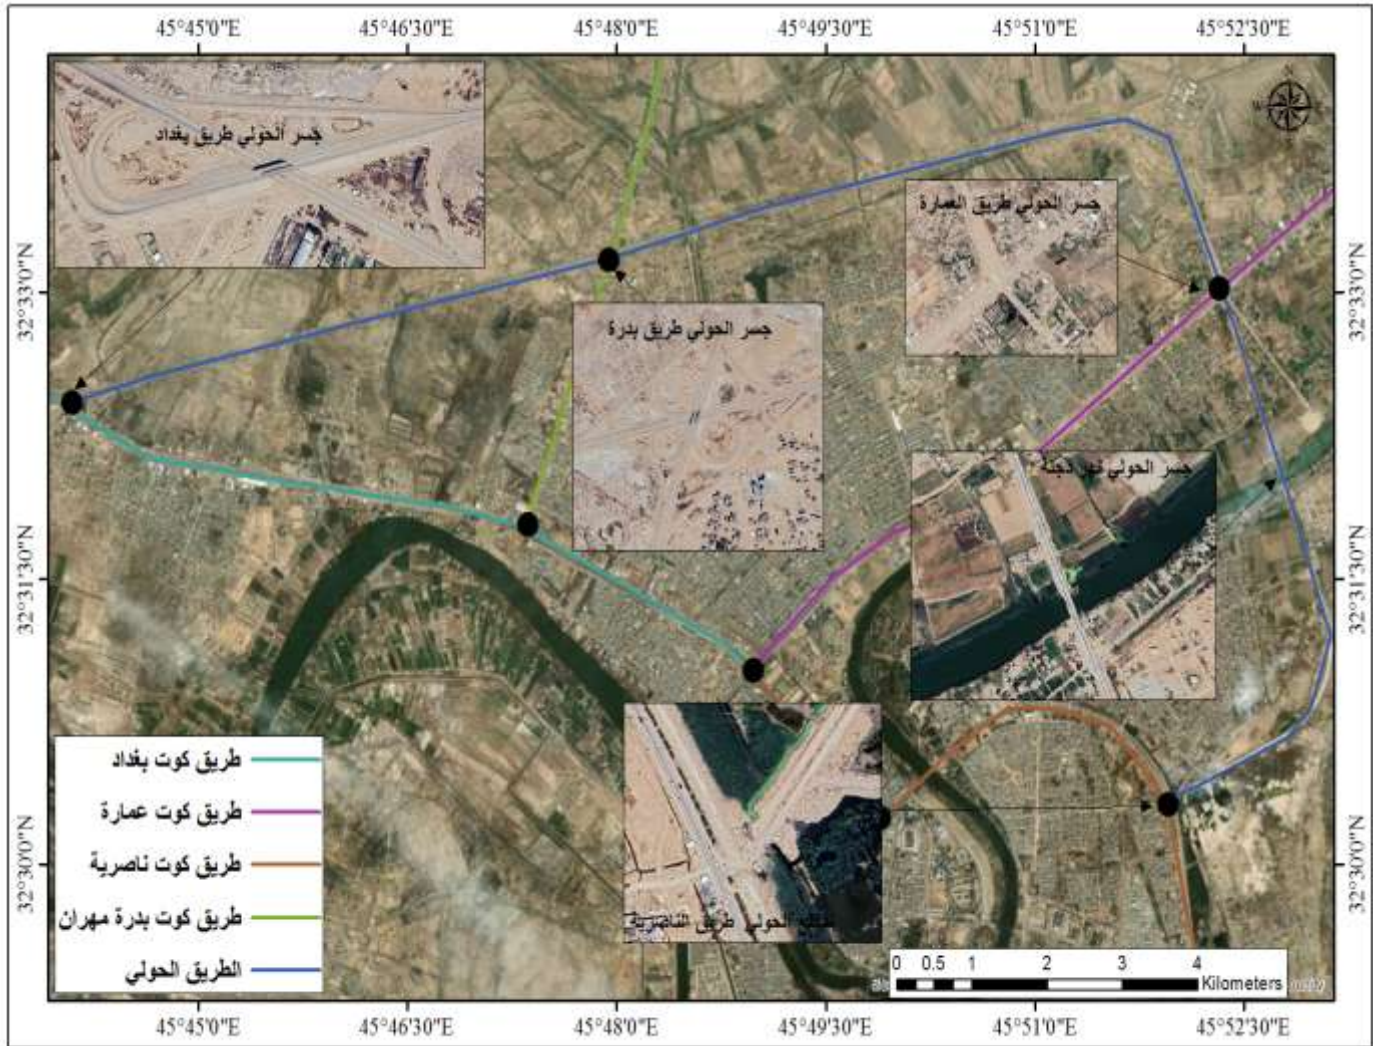 45°45'0"E 45°46'30"E 45°48'0"E 45°49'30"E 45°51'0"E 45°52'30"E
N
W E
جسر الحولي طريق بغداد
جسر الحولي طريق العمارة
32°33'0"N
32°33'0"N
جسر الحولي طريق بدرة
جسر الحولي نهر دجلة
32°31'30"N
32°31'30"N
طريق كوت بغداد
طريق كوت عمارة
طريق كوت ناصرية
طريق كوت بدرة مهران
الطريق الحولي
الحولي طريق الناصرية
32°30'0"N
32°30'0"N
0 0.5 1 2 3 4
Kilometers
45°45'0"E 45°46'30"E 45°48'0"E 45°49'30"E 45°51'0"E 45°52'30"E